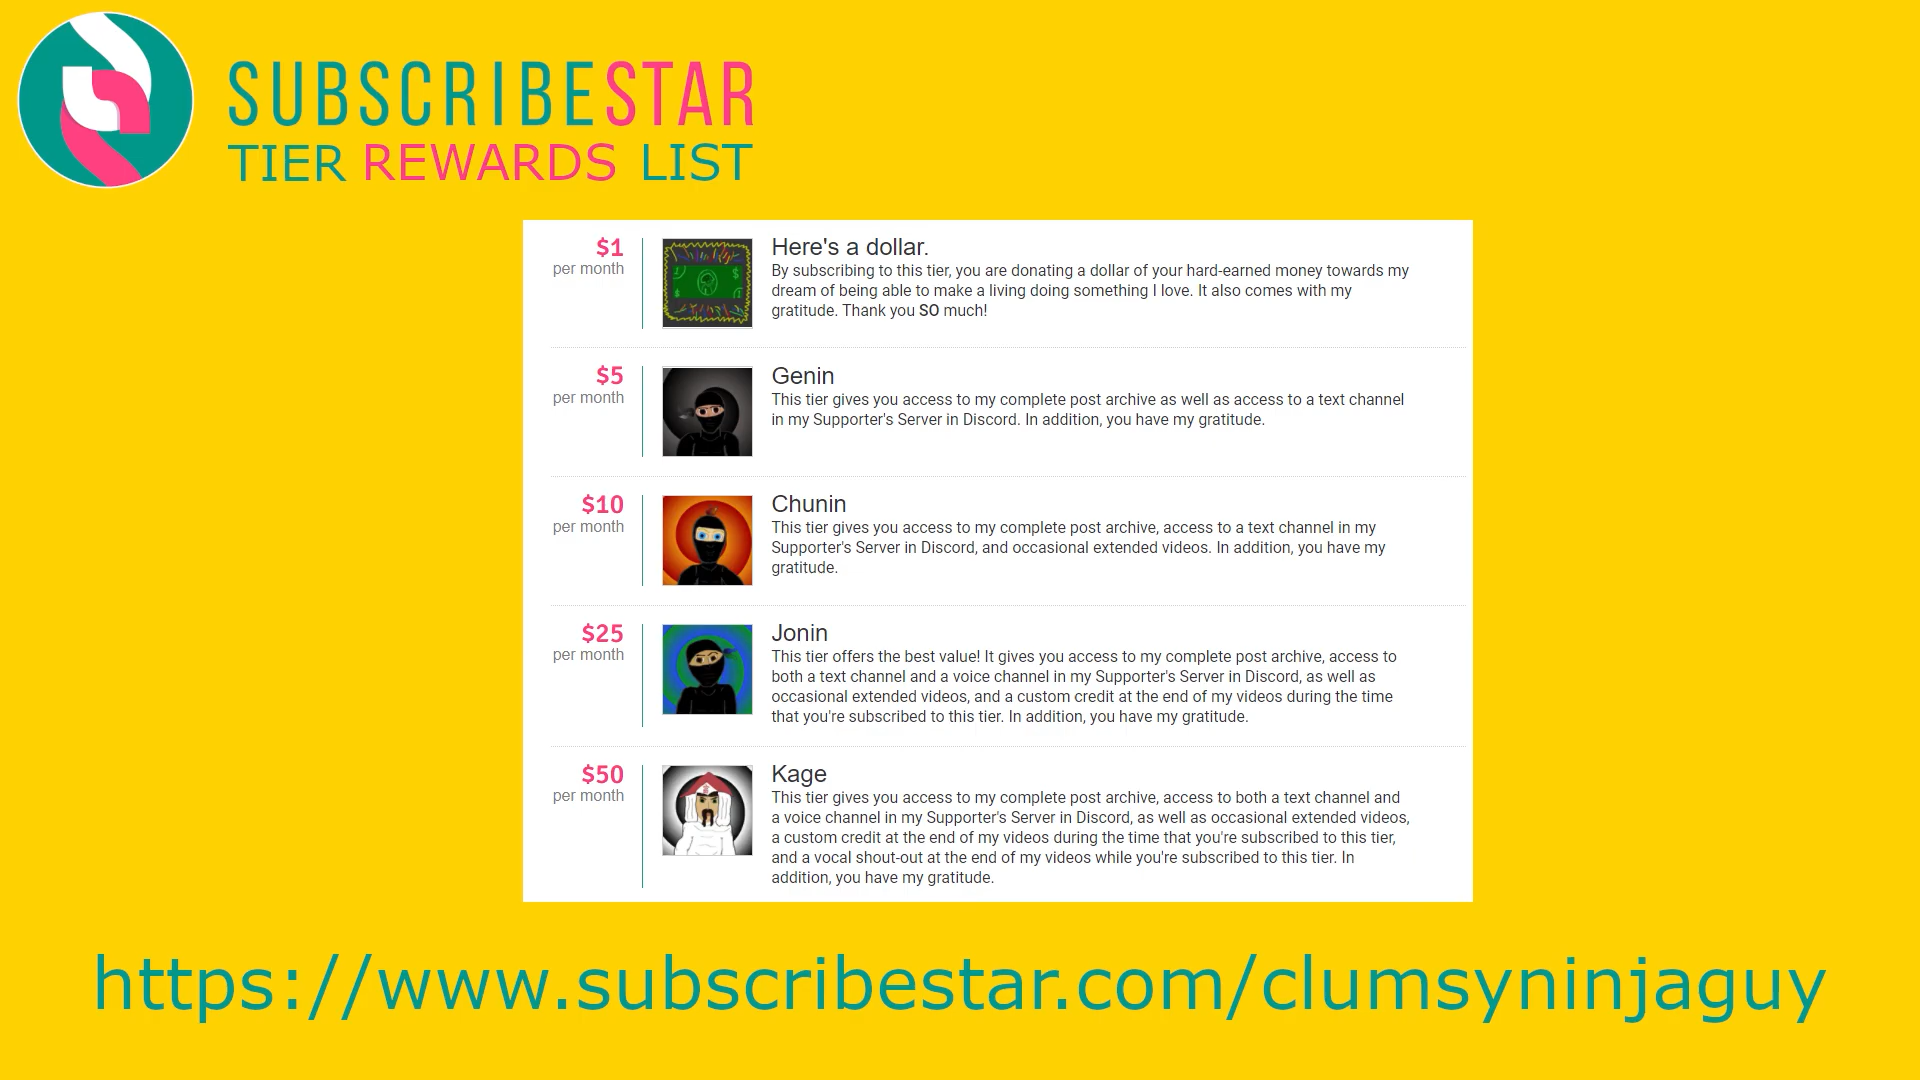 SUBSCRIBESTAR
TIER REWARDS LIST
$1
per month
Here's a dollar.
By subscribing to this tier, you are donating a dollar of your hard-earned money towards my
dream of being able to make a living doing something I love. It also comes with my
gratitude. Thank you SO much!
$5
per month
Genin
This tier gives you access to my complete post archive as well as access to a text channel
in my Supporter's Server in Discord. In addition, you have my gratitude.
$10
per month
Chunin
This tier gives you access to my complete post archive, access to a text channel in my
Supporter's Server in Discord, and occasional extended videos. In addition, you have my
gratitude.
$25
per month
Jonin
This tier offers the best value! It gives you access to my complete post archive, access to
both a text channel and a voice channel in my Supporter's Server in Discord, as well as
occasional extended videos, and a custom credit at the end of my videos during the time
that you're subscribed to this tier. In addition, you have my gratitude.
$50
per month
Kage
This tier gives you access to my complete post archive, access to both a text channel and
a voice channel in my Supporter's Server in Discord, as well as occasional extended videos,
a custom credit at the end of my videos during the time that you're subscribed to this tier,
and a vocal shout-out at the end of my videos while you're subscribed to this tier. In
addition, you have my gratitude.
https://www.subscribestar.com/clumsyninjaguy